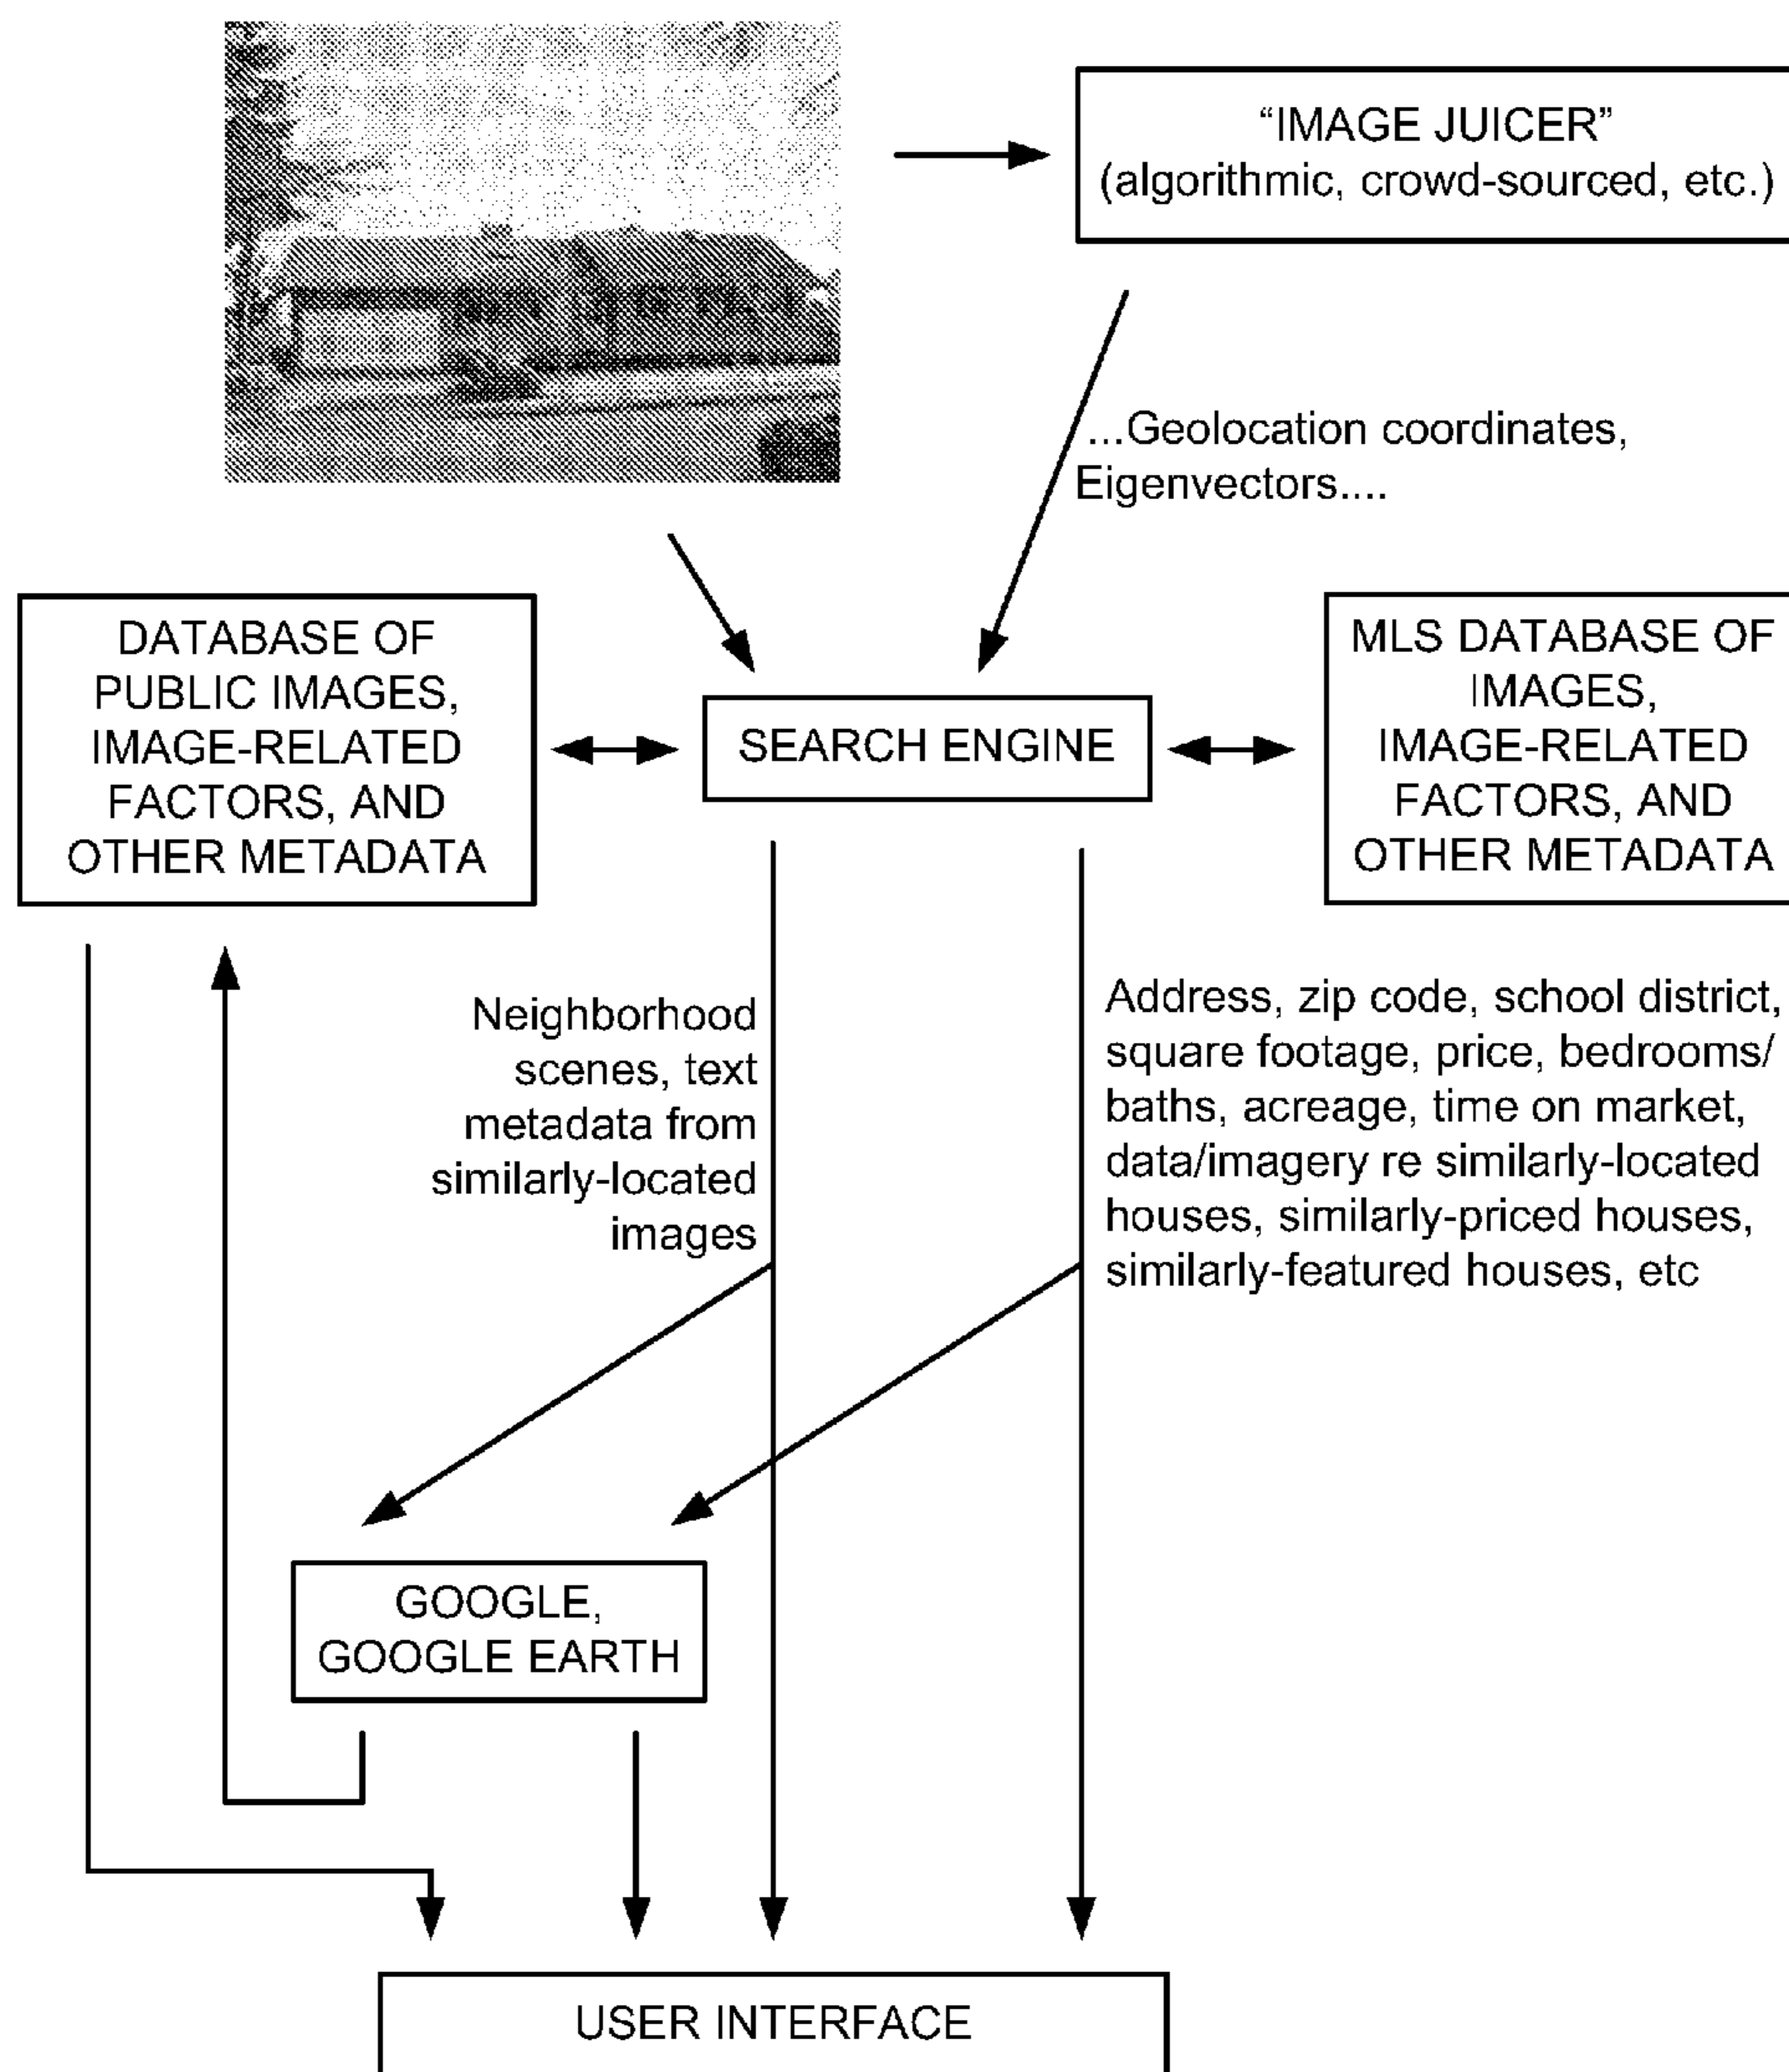 “IMAGE JUICER”
(algorithmic, crowd-sourced, etc.)
...Geolocation coordinates,
Eigenvectors....
DATABASE OF
PUBLIC IMAGES,
IMAGE-RELATED
FACTORS, AND
OTHER METADATA
SEARCH ENGINE
MLS DATABASE OF
IMAGES,
IMAGE-RELATED
FACTORS, AND
OTHER METADATA
Neighborhood
scenes, text
metadata from
similarly-located
images
Address, zip code, school district,
square footage, price, bedrooms/
baths, acreage, time on market,
data/imagery re similarly-located
houses, similarly-priced houses,
similarly-featured houses, etc
GOOGLE,
GOOGLE EARTH
USER INTERFACE